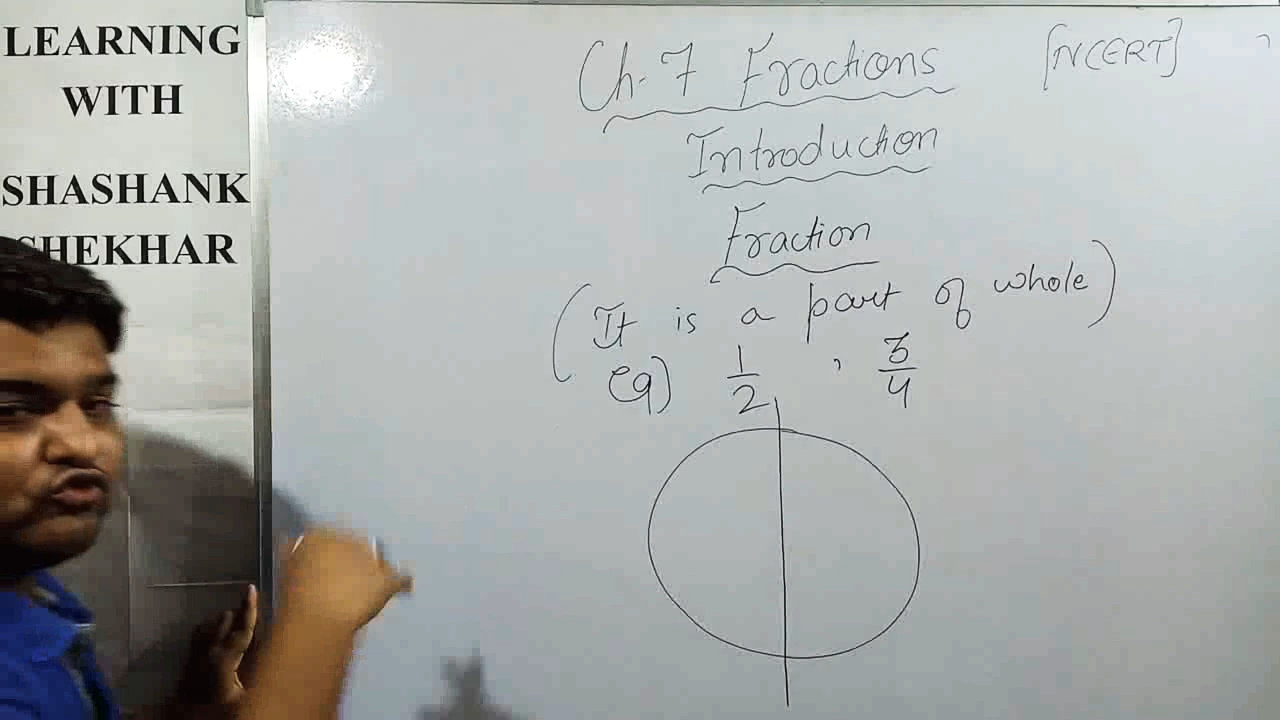 LEARNING
WITH
SHASHANK
SHEKHAR
Ch. 7 Fractions [NCERT]
Introduction
Fraction
(It is a part of whole)
eg) 1/2 , 3/4